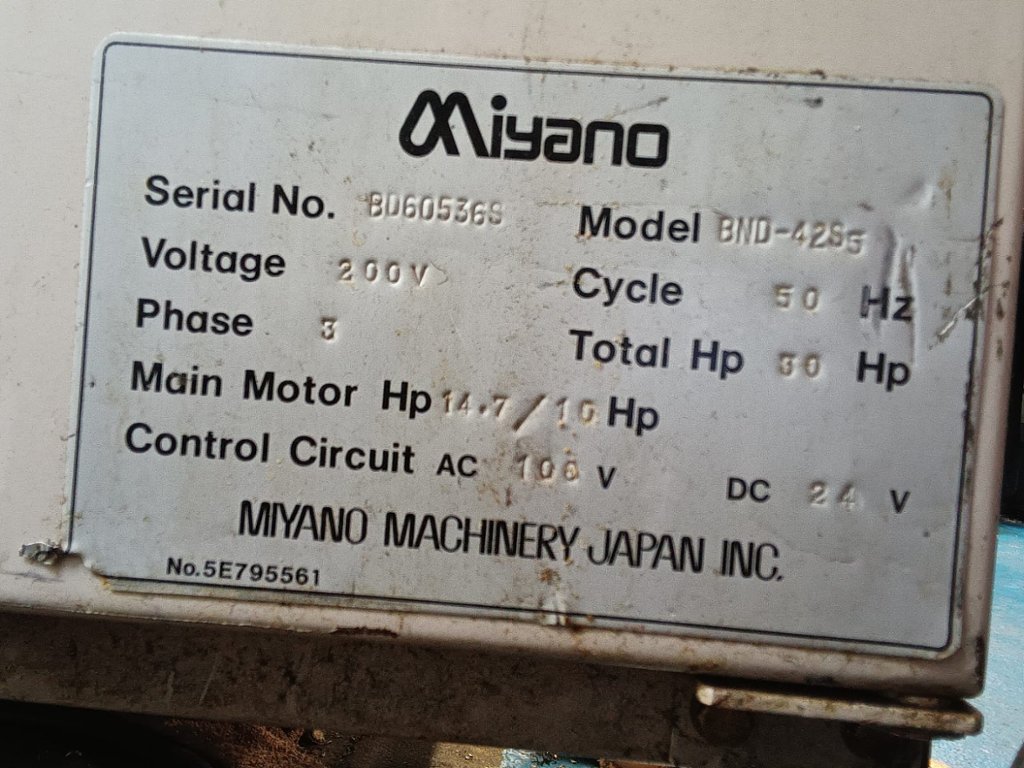 Miyano
Serial No. BD60536S Model BND-42S5
Voltage 200V Cycle 50 Hz
Phase 3 Total Hp 30 Hp
Main Motor Hp 14.7/10 Hp
Control Circuit AC 100 V DC 24 V
MIYANO MACHINERY JAPAN INC.
No.5E795561